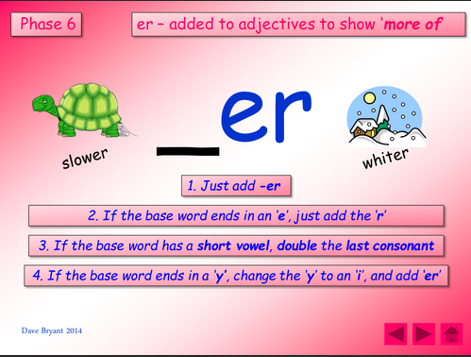 Phase 6
er – added to adjectives to show ‘more of
er
slower
whiter
1. Just add -er
2. If the base word ends in an ‘e’, just add the ‘r’
3. If the base word has a short vowel, double the last consonant
4. If the base word ends in a ‘y’, change the ‘y’ to an ‘i’, and add ‘er’
Dave Bryant 2014